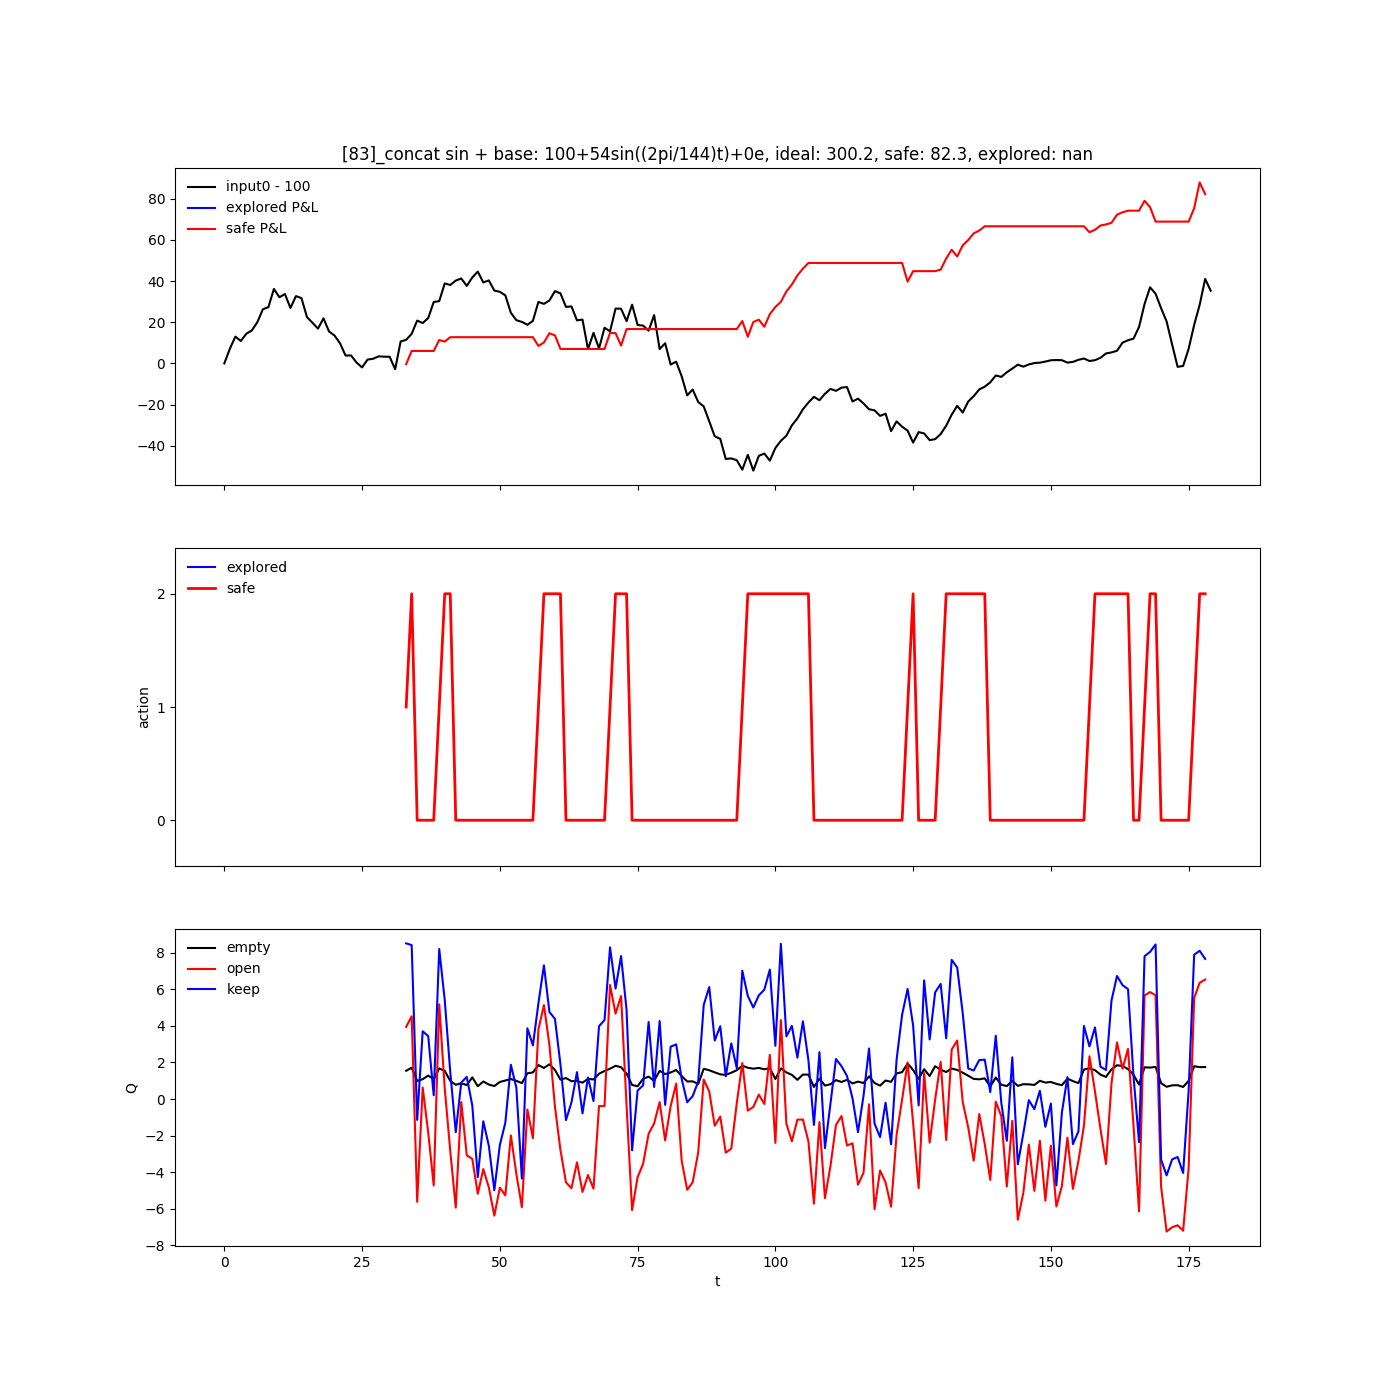 [83]_concat sin + base: 100+54sin((2pi/144)t)+0e, ideal: 300.2, safe: 82.3, explored: nan
input0 - 100
explored P&L
safe P&L
80
60
40
20
0
−20
−40
explored
safe
2
1
0
action
empty
open
keep
8
6
4
2
0
−2
−4
−6
−8
Q
0 25 50 75 100 125 150 175
t